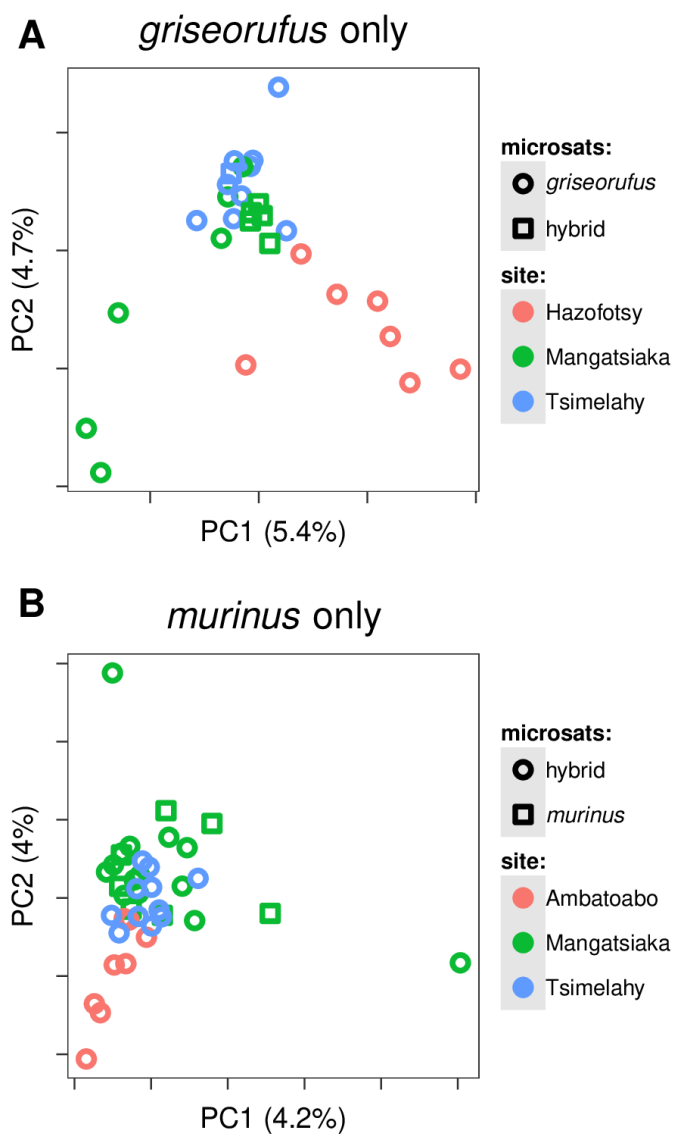 A
griseorufus only
PC2 (4.7%)
PC1 (5.4%)
microsats:
griseorufus
hybrid
site:
Hazofotsy
Mangatsiaka
Tsimelahy
B
murinus only
PC2 (4%)
PC1 (4.2%)
microsats:
hybrid
murinus
site:
Ambatoabo
Mangatsiaka
Tsimelahy